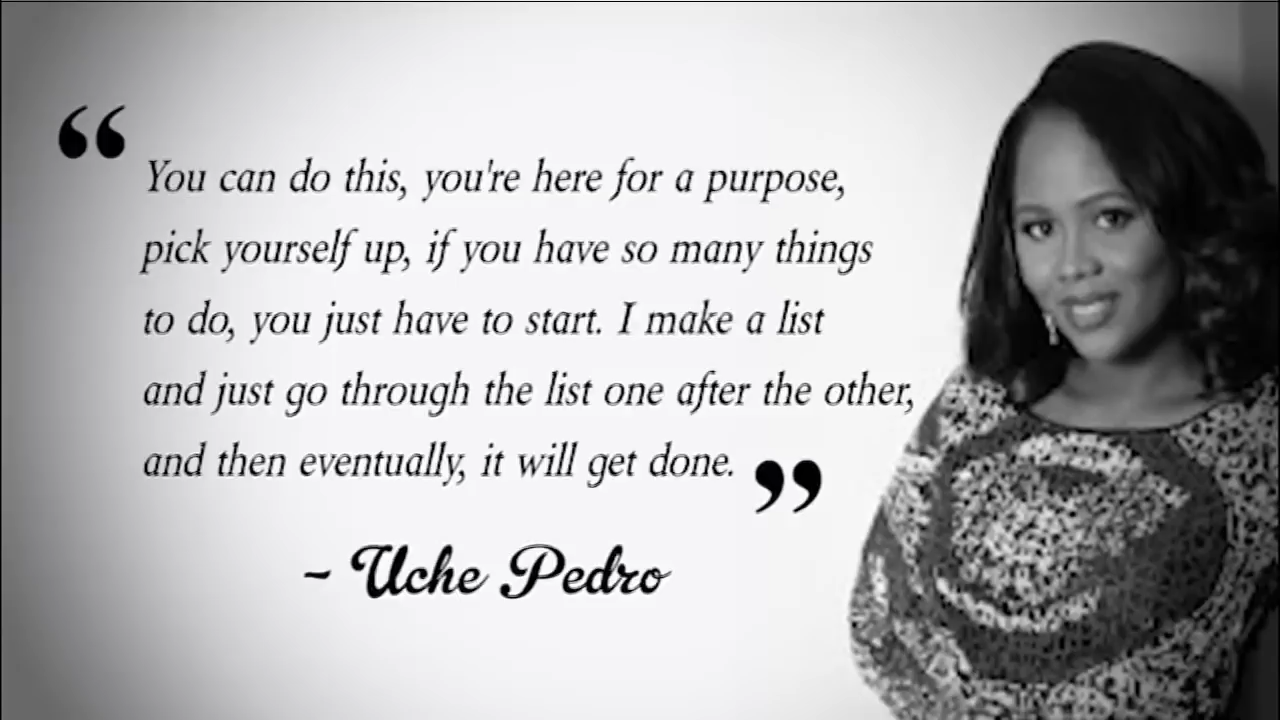 “ You can do this, you're here for a purpose,
pick yourself up, if you have so many things
to do, you just have to start. I make a list
and just go through the list one after the other,
and then eventually, it will get done. ”
~ Uche Pedro